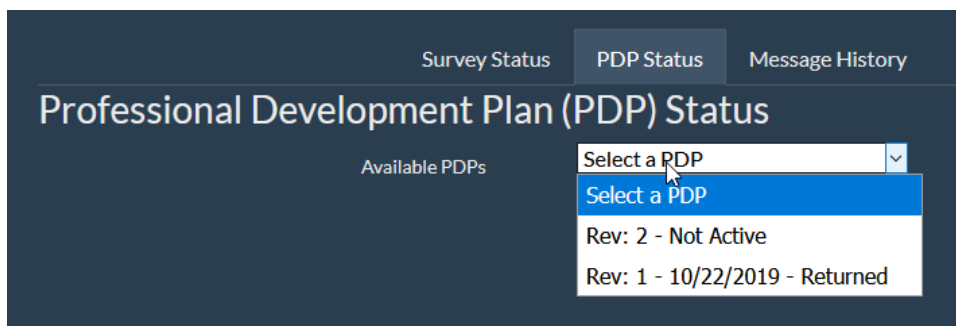 Survey Status PDP Status Message History
Professional Development Plan (PDP) Status
Available PDPs Select a PDP
Select a PDP
Rev: 2 - Not Active
Rev: 1 - 10/22/2019 - Returned